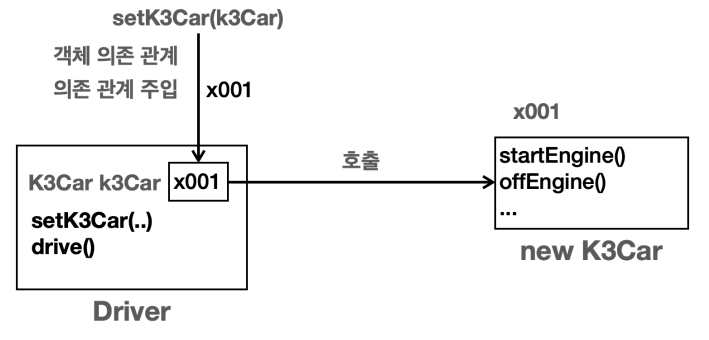 setK3Car(k3Car)
객체 의존 관계
의존 관계 주입 x001
x001
K3Car k3Car x001
setK3Car(..)
drive()
Driver
호출
startEngine()
offEngine()
...
new K3Car